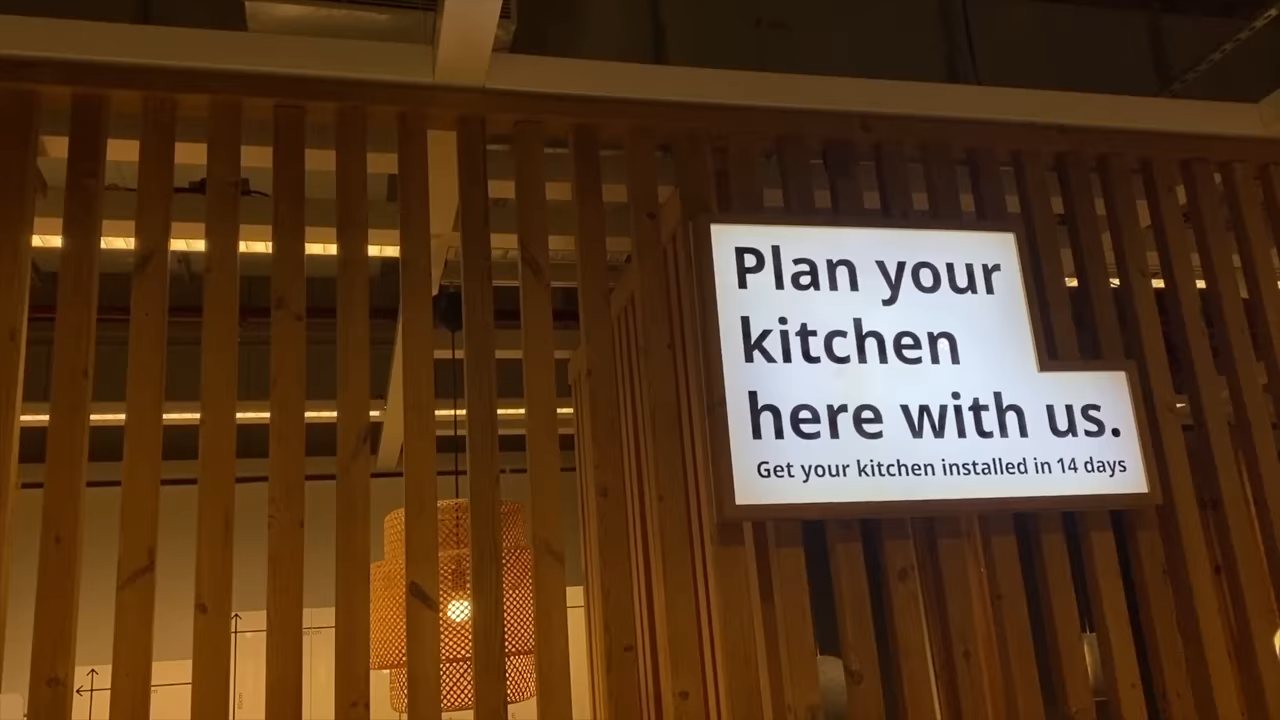 Plan your
kitchen
here with us.
Get your kitchen installed in 14 days